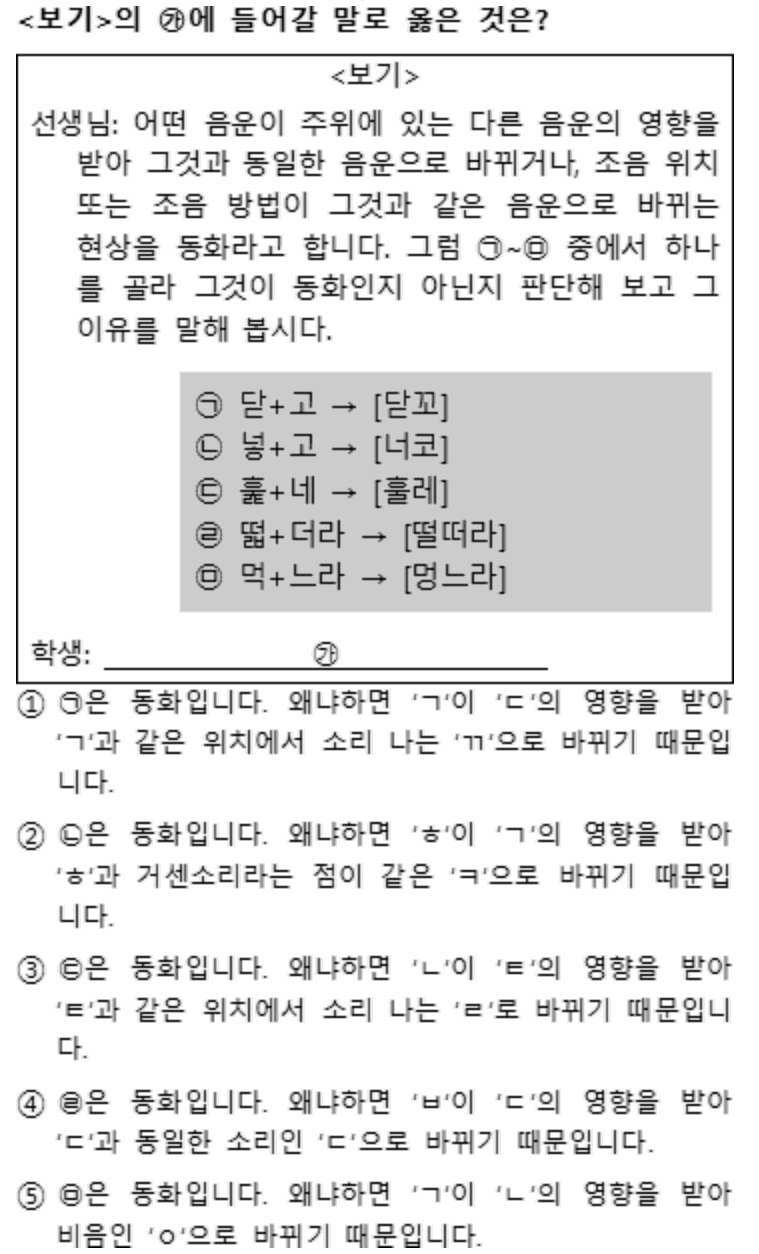 <보기>의 ㉮에 들어갈 말로 옳은 것은?
<보기>
선생님: 어떤 음운이 주위에 있는 다른 음운의 영향을
받아 그것과 동일한 음운으로 바뀌거나, 조음 위치
또는 조음 방법이 그것과 같은 음운으로 바뀌는
현상을 동화라고 합니다. 그럼 ㉠~㉤ 중에서 하나
를 골라 그것이 동화인지 아닌지 판단해 보고 그
이유를 말해 봅시다.
㉠ 닫+고 → [닫꼬]
㉡ 넣+고 → [너코]
㉢ 훑+네 → [훌레]
㉣ 떫+더라 → [떨떠라]
㉤ 먹+느라 → [멍느라]
학생: ㉮
① ㉠은 동화입니다. 왜냐하면 'ㄱ'이 'ㄷ'의 영향을 받아
'ㄱ'과 같은 위치에서 소리 나는 'ㄲ'으로 바뀌기 때문입
니다.
② ㉡은 동화입니다. 왜냐하면 'ㅎ'이 'ㄱ'의 영향을 받아
'ㅎ'과 거센소리라는 점이 같은 'ㅋ'으로 바뀌기 때문입
니다.
③ ㉢은 동화입니다. 왜냐하면 'ㄴ'이 'ㅌ'의 영향을 받아
'ㅌ'과 같은 위치에서 소리 나는 'ㄹ'로 바뀌기 때문입니
다.
④ ㉣은 동화입니다. 왜냐하면 'ㅂ'이 'ㄷ'의 영향을 받아
'ㄷ'과 동일한 소리인 'ㄷ'으로 바뀌기 때문입니다.
⑤ ㉤은 동화입니다. 왜냐하면 'ㄱ'이 'ㄴ'의 영향을 받아
비음인 'ㅇ'으로 바뀌기 때문입니다.